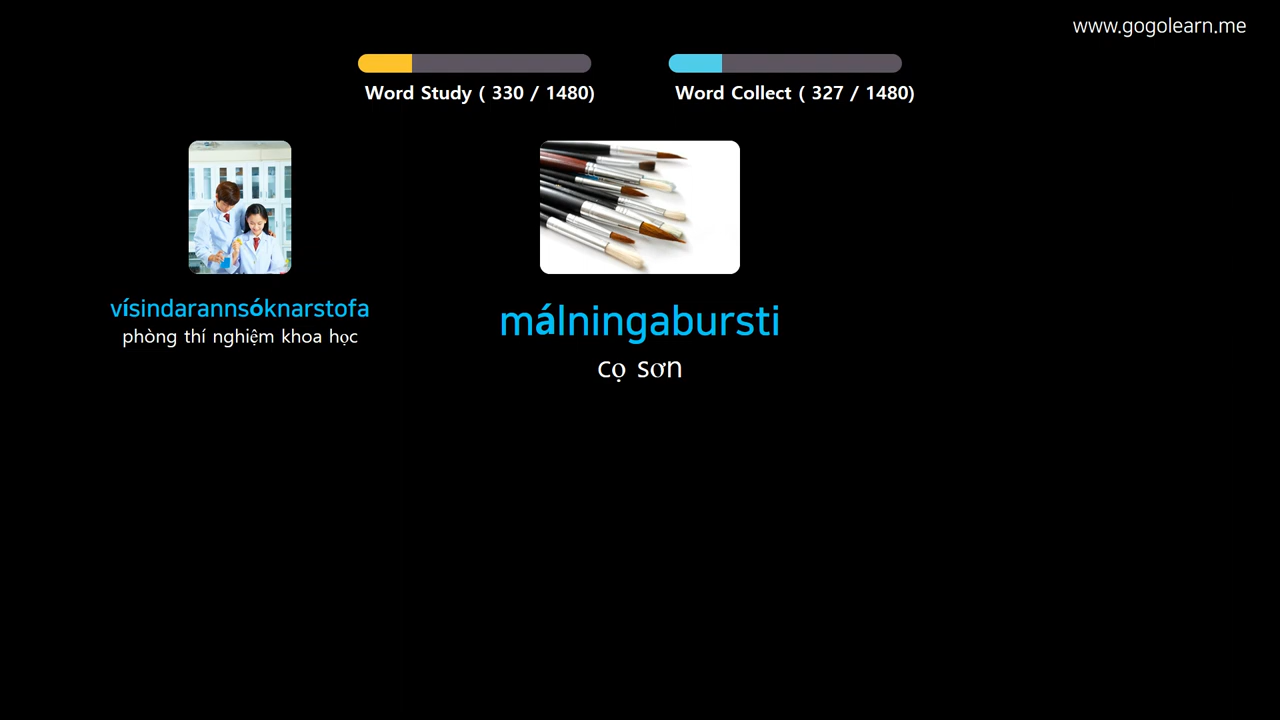 www.gogolearn.me
Word Study ( 330 / 1480)
Word Collect ( 327 / 1480)
vísindarannsóknarstofa
phòng thí nghiệm khoa học
málningabursti
cọ sơn